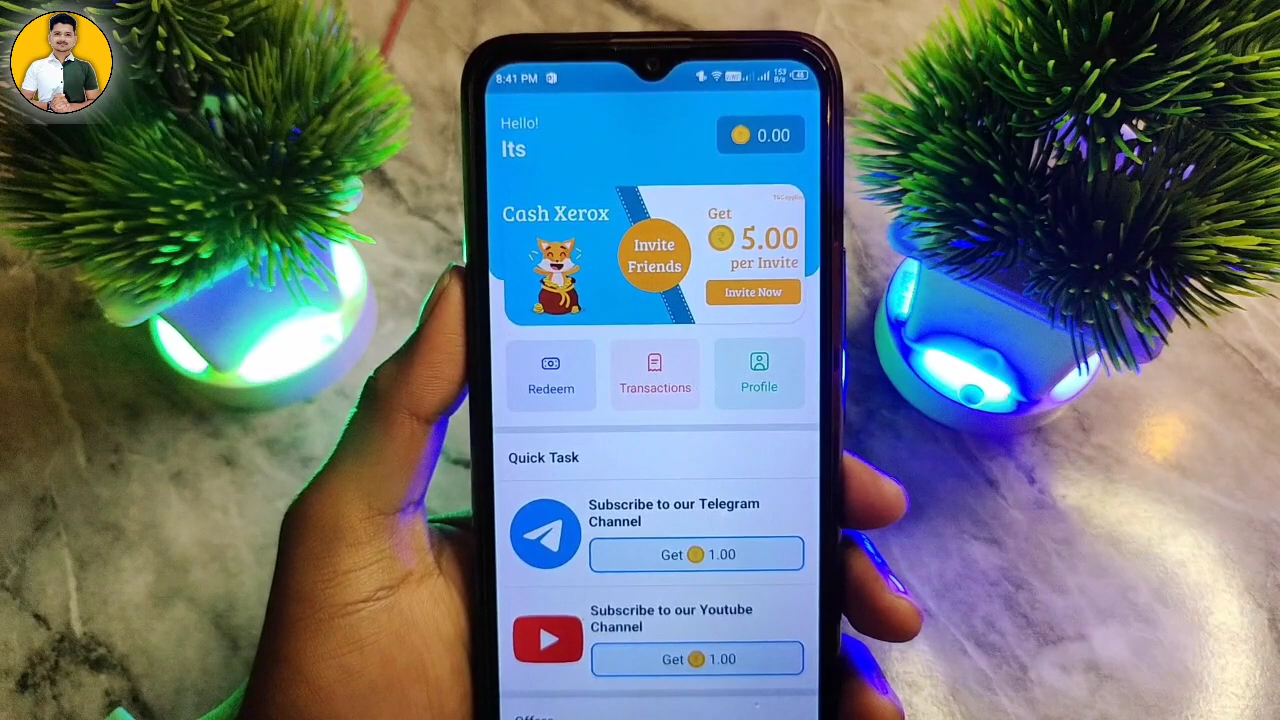 8:41 PM
153
B/s
48
Hello!
Its
0.00
Cash Xerox
Invite
Friends
Get
5.00
per Invite
Invite Now
Redeem
Transactions
Profile
Quick Task
Subscribe to our Telegram
Channel
Get 1.00
Subscribe to our Youtube
Channel
Get 1.00